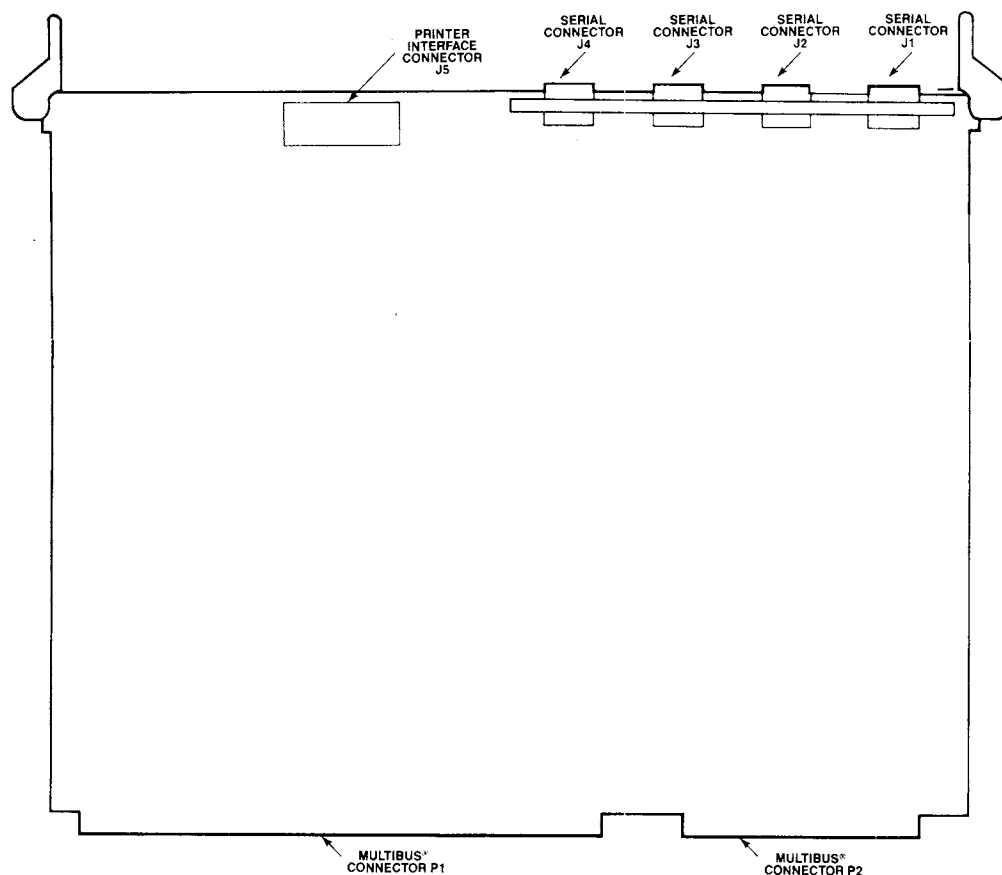 PRINTER
INTERFACE
CONNECTOR
J5
SERIAL
CONNECTOR
J4
SERIAL
CONNECTOR
J3
SERIAL
CONNECTOR
J2
SERIAL
CONNECTOR
J1
MULTIBUS®
CONNECTOR P1
MULTIBUS®
CONNECTOR P2